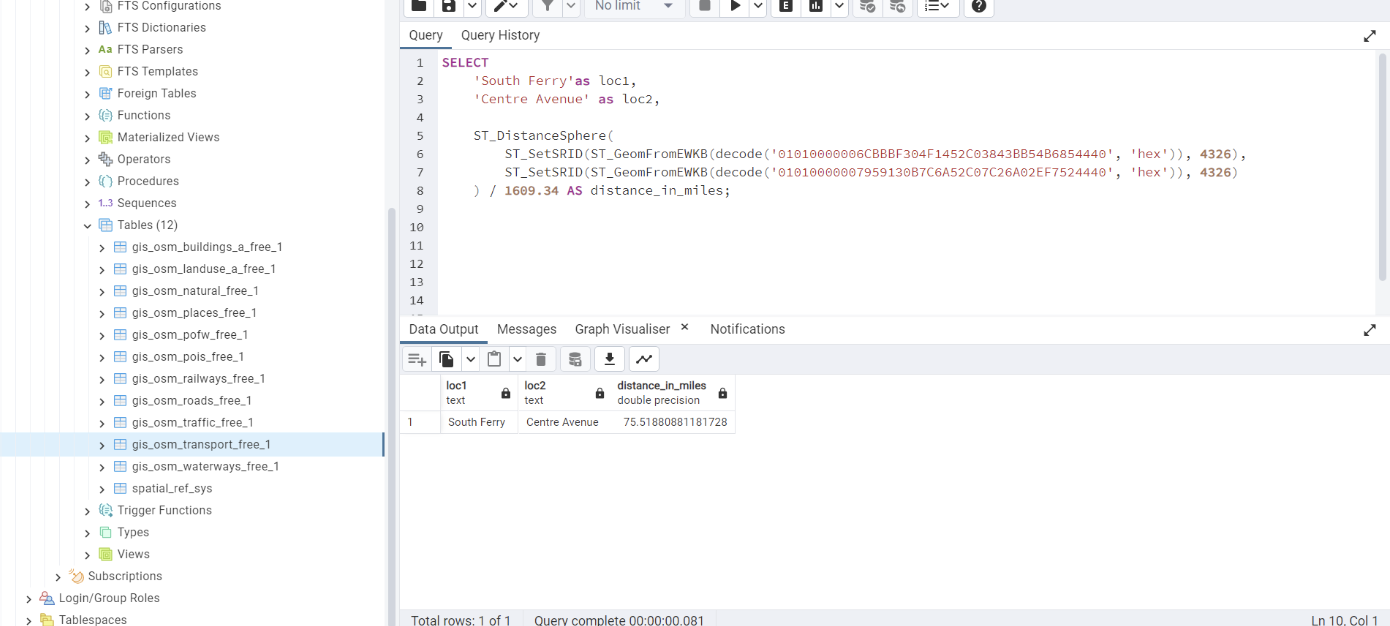 FTS Configurations
FTS Dictionaries
Aa FTS Parsers
FTS Templates
Foreign Tables
Functions
Materialized Views
Operators
Procedures
1..3 Sequences
Tables (12)
gis_osm_buildings_a_free_1
gis_osm_landuse_a_free_1
gis_osm_natural_free_1
gis_osm_places_free_1
gis_osm_pofw_free_1
gis_osm_pois_free_1
gis_osm_railways_free_1
gis_osm_roads_free_1
gis_osm_traffic_free_1
gis_osm_transport_free_1
gis_osm_waterways_free_1
spatial_ref_sys
Trigger Functions
Types
Views
Subscriptions
Login/Group Roles
Tablespaces
No limit
E
Query Query History
1 SELECT
2 'South Ferry'as loc1,
3 'Centre Avenue' as loc2,
4
5 ST_DistanceSphere(
6 ST_SetSRID(ST_GeomFromEWKB(decode('01010000006CBBBF304F1452C03843BB54B6854440', 'hex')), 4326),
7 ST_SetSRID(ST_GeomFromEWKB(decode('01010000007959130B7C6A52C07C26A02EF7524440', 'hex')), 4326)
8 ) / 1609.34 AS distance_in_miles;
9
10
11
12
13
14
Data Output Messages Graph Visualiser × Notifications
loc1 loc2 distance_in_miles
text text double precision
1 South Ferry Centre Avenue 75.51880881181728
Total rows: 1 of 1 Query complete 00:00:00.081 Ln 10, Col 1